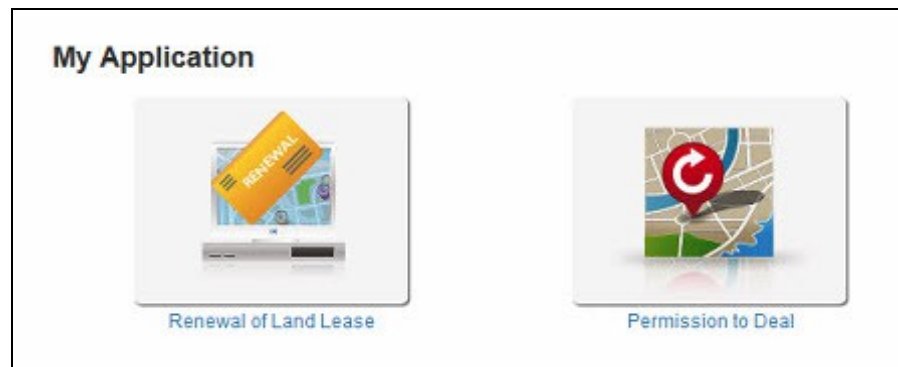 My Application
RENEWAL
Renewal of Land Lease
Permission to Deal